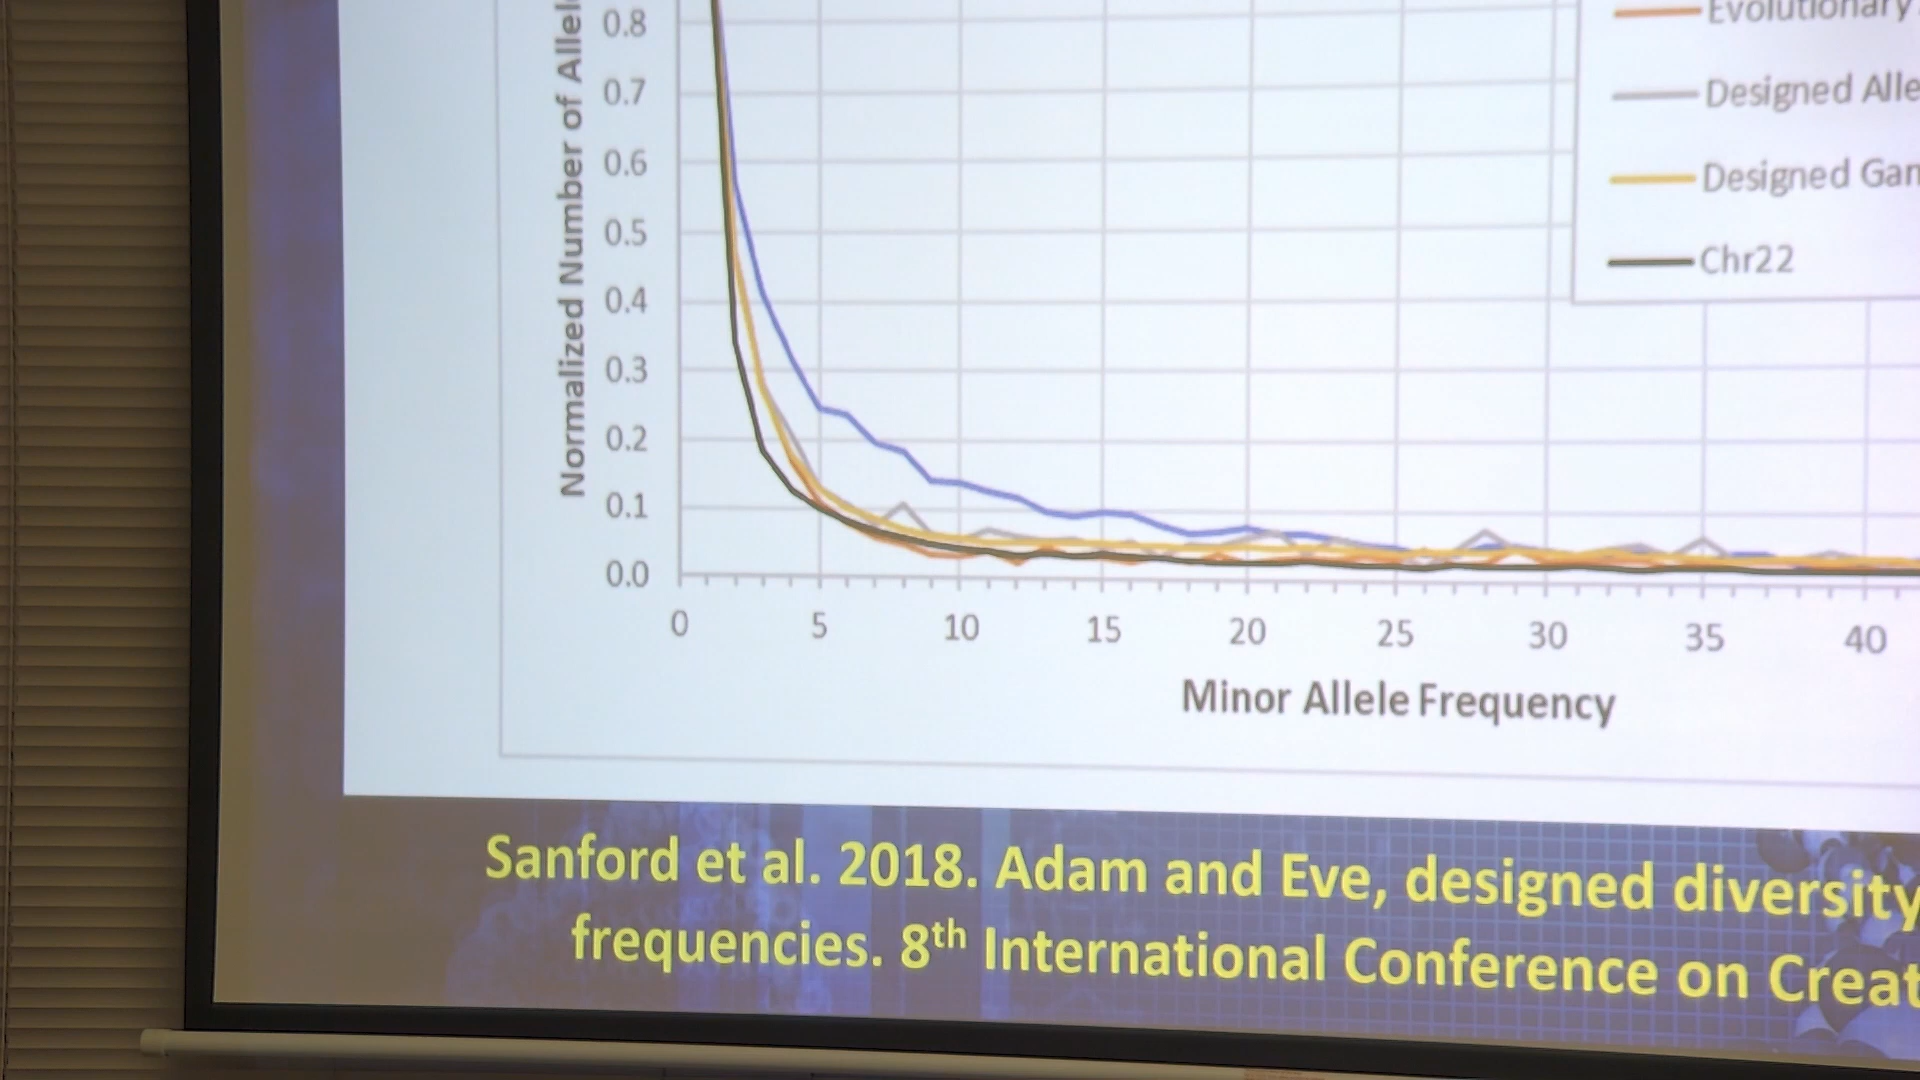 Normalized Number of
0.8
0.7
0.6
0.5
0.4
0.3
0.2
0.1
0.0
0 5 10 15 20 25 30 35 40
Minor Allele Frequency
Evolutionary
Designed
Designed
Chr22
Sanford et al. 2018. Adam and Eve, designed diversity
frequencies. 8th International Conference on